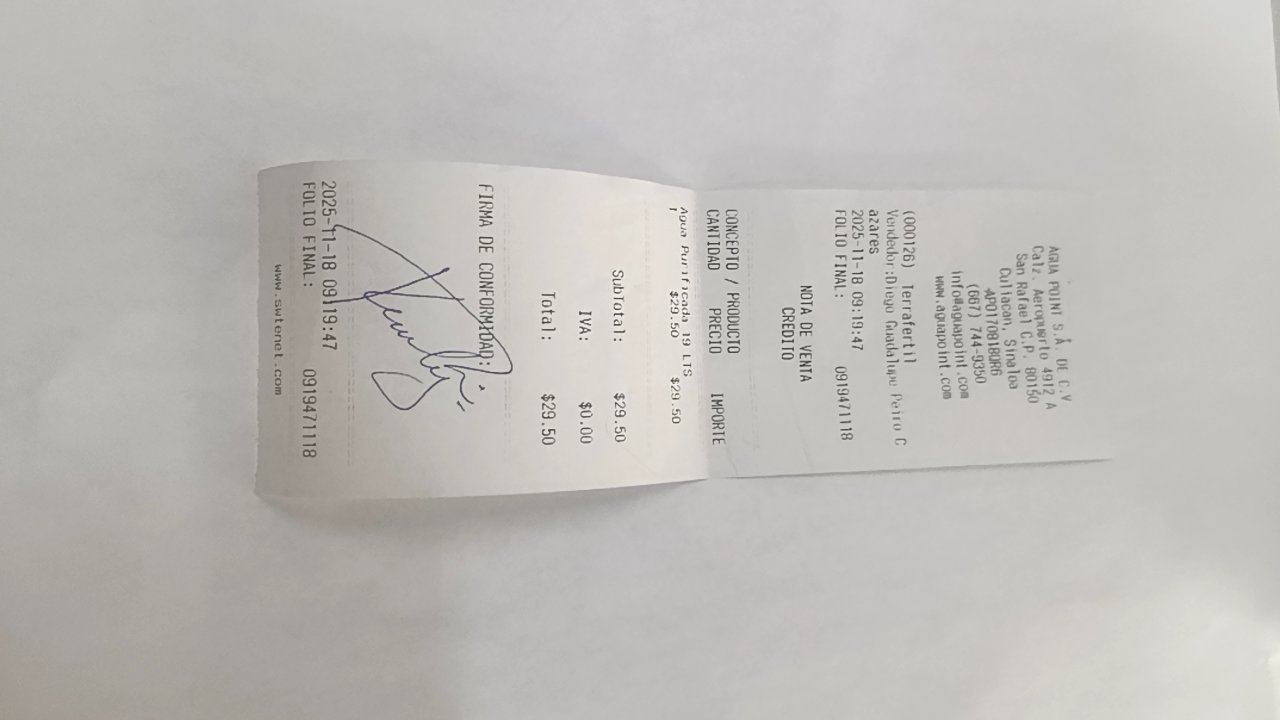 AGUA POINT S.A. DE C.V
Calz. Aeropuerto 4912 A
San Rafael C.P. 80150
Culiacan, Sinaloa
APO170818QR6
(667) 744-9350
info@aguapoint.com
www.aguapoint.com
(000126) Terrafertil
Vendedor:Diego Guadalupe Peiro C
azares
2025-11-18 09:19:47
FOLIO FINAL: 0919471118
NOTA DE VENTA
CREDITO
CONCEPTO / PRODUCTO
CANTIDAD PRECIO IMPORTE
Agua Purificada 19 LTS
1 $29.50 $29.50
SubTotal: $29.50
IVA: $0.00
Total: $29.50
FIRMA DE CONFORMIDAD:
2025-11-18 09:19:47
FOLIO FINAL: 0919471118
www.swtenet.com